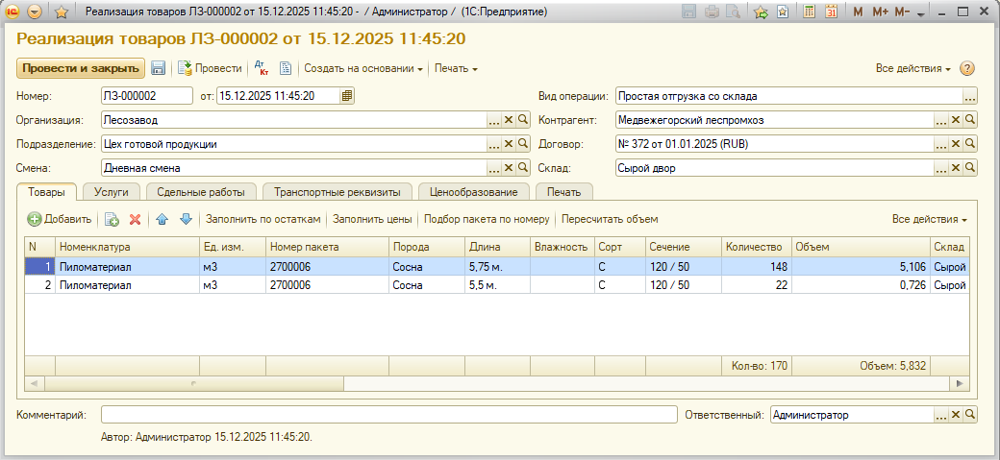 Реализация товаров ЛЗ-000002 от 15.12.2025 11:45:20 - / Администратор / (1С:Предприятие) 31 M M+ M-
Реализация товаров ЛЗ-000002 от 15.12.2025 11:45:20
Провести и закрыть Провести Дт Кт Создать на основании Печать Все действия ?
Номер: ЛЗ-000002 от: 15.12.2025 11:45:20 Вид операции: Простая отгрузка со склада ...
Организация: Лесозавод ... Контрагент: Медвежегорский леспромхоз ...
Подразделение: Цех готовой продукции ... Договор: № 372 от 01.01.2025 (RUB) ...
Смена: Дневная смена ... Склад: Сырой двор ...
Товары Услуги Сдельные работы Транспортные реквизиты Ценообразование Печать
Добавить Заполнить по остаткам Заполнить цены Подбор пакета по номеру Пересчитать объем Все действия
N Номенклатура Ед. изм. Номер пакета Порода Длина Влажность Сорт Сечение Количество Объем Склад
1 Пиломатериал м3 2700006 Сосна 5,75 м. С 120 / 50 148 5,106 Сырой
2 Пиломатериал м3 2700006 Сосна 5,5 м. С 120 / 50 22 0,726 Сырой
Кол-во: 170 Объем: 5,832
Комментарий: Ответственный: Администратор ...
Автор: Администратор 15.12.2025 11:45:20.